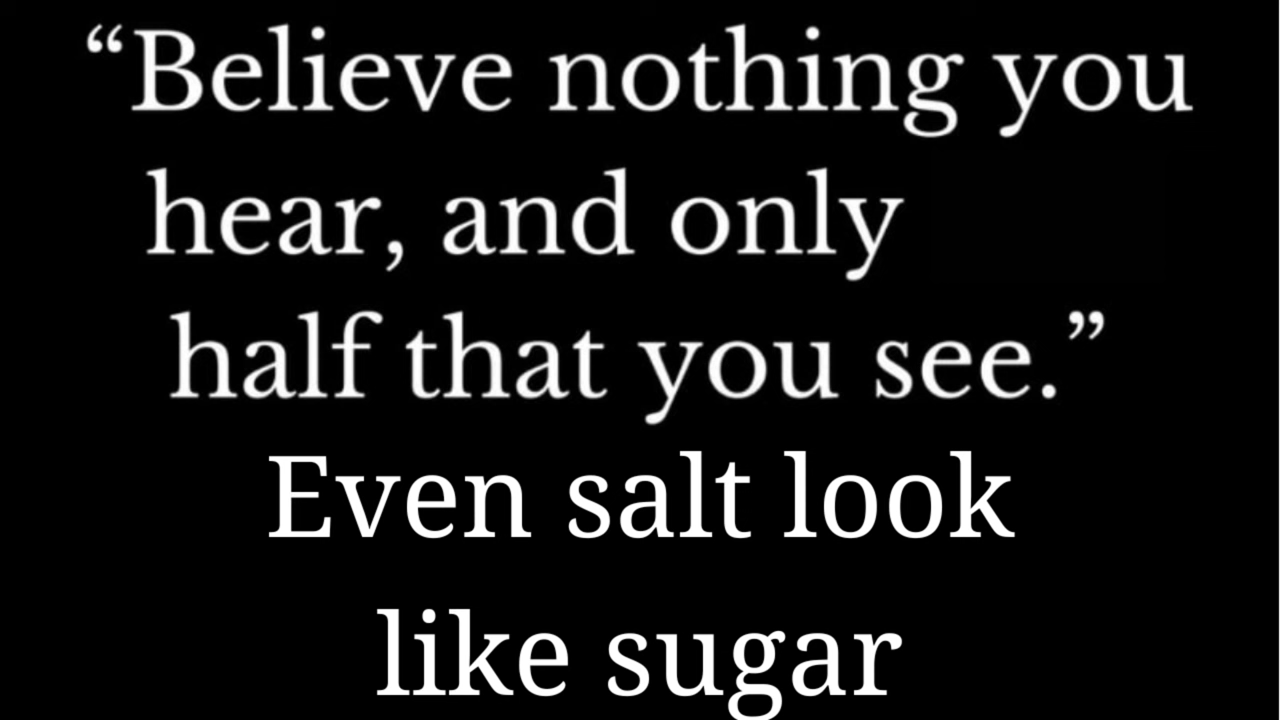 “Believe nothing you
hear, and only
half that you see.”
Even salt look
like sugar